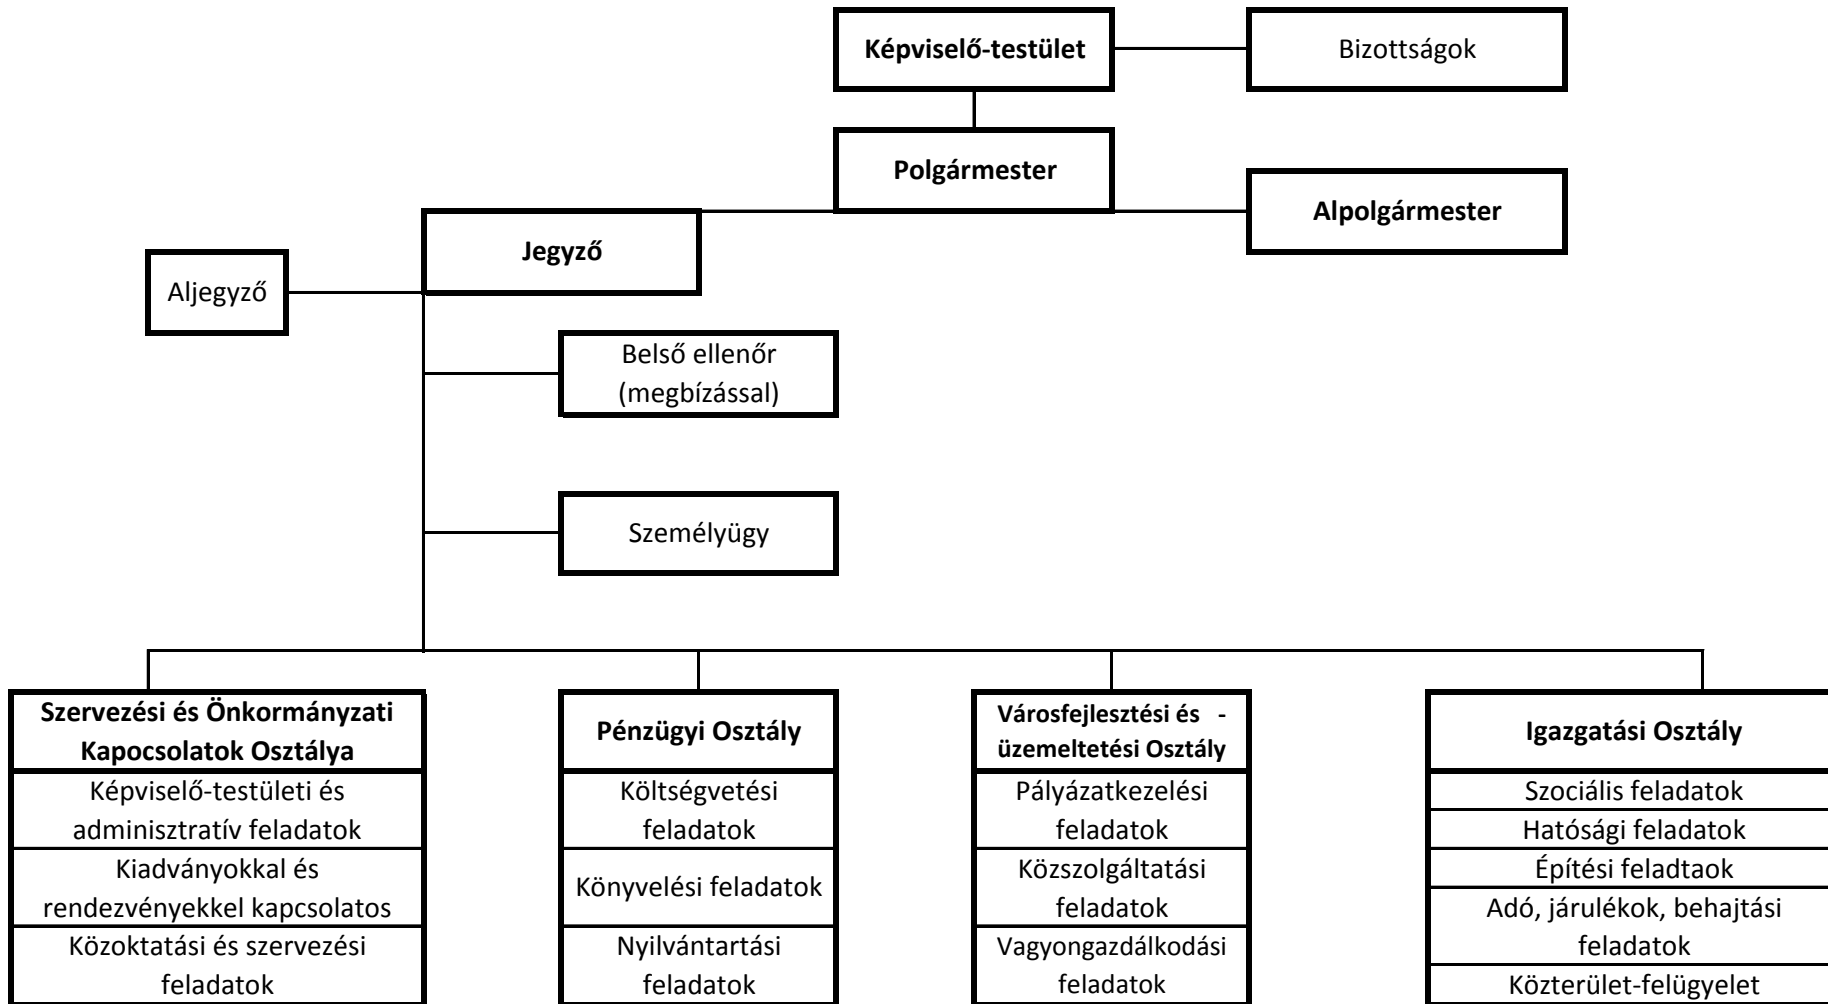 Képviselő-testület
Bizottságok
Polgármester
Alpolgármester
Jegyző
Aljegyző
Belső ellenőr
(megbízással)
Személyügy
Szervezési és Önkormányzati
Kapocsolatok Osztálya
Képviselő-testületi és
adminisztratív feladatok
Kiadványokkal és
rendezvényekkel kapcsolatos
Közoktatási és szervezési
feladatok
Pénzügyi Osztály
Költségvetési
feladatok
Könyvelési feladatok
Nyilvántartási
feladatok
Városfejlesztési és -
üzemeltetési Osztály
Pályázatkezelési
feladatok
Közszolgáltatási
feladatok
Vagyongazdálkodási
feladatok
Igazgatási Osztály
Szociális feladatok
Hatósági feladatok
Építési feladtaok
Adó, járulékok, behajtási
feladatok
Közterület-felügyelet